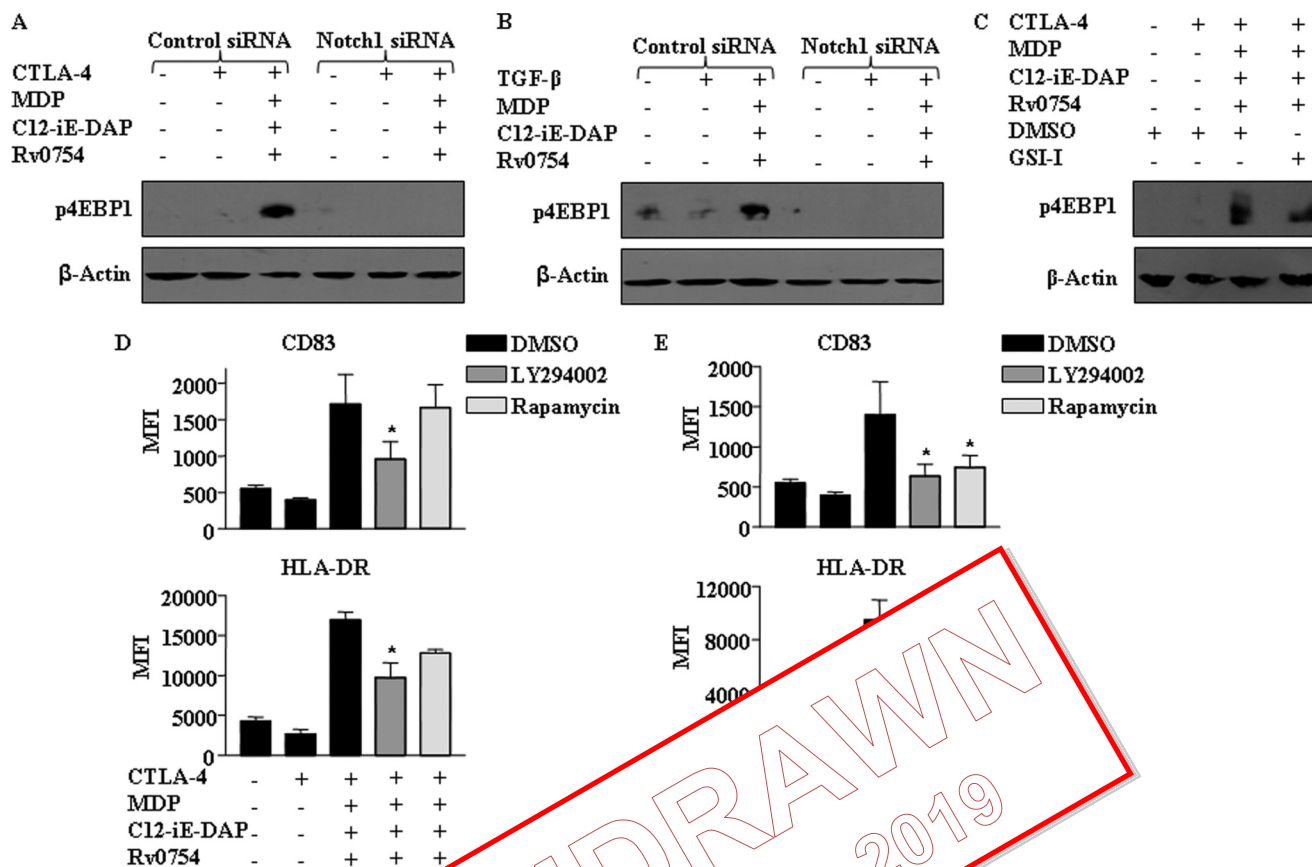 A
Control siRNA Notch1 siRNA
CTLA-4 - + + - + +
MDP - - + - - +
C12-iE-DAP - - + - - +
Rv0754 - - + - - +
p4EBP1
β-Actin
B
Control siRNA Notch1 siRNA
TGF-β - + + - + +
MDP - - + - - +
C12-iE-DAP - - + - - +
Rv0754 - - + - - +
p4EBP1
β-Actin
C
CTLA-4 - + + +
MDP - - + +
C12-iE-DAP - - + +
Rv0754 - - + +
DMSO + + + -
GSI-I - - - +
p4EBP1
β-Actin
D
CD83
DMSO
LY294002
Rapamycin
MFI
2000
1500
1000
500
0
*
HLA-DR
MFI
20000
15000
10000
5000
0
*
CTLA-4 - + + + +
MDP - - + + +
C12-iE-DAP - - + + +
Rv0754 - - + + +
E
CD83
DMSO
LY294002
Rapamycin
MFI
2000
1500
1000
500
0
* *
HLA-DR
MFI
12000
8000
4000
DRAWN
2019